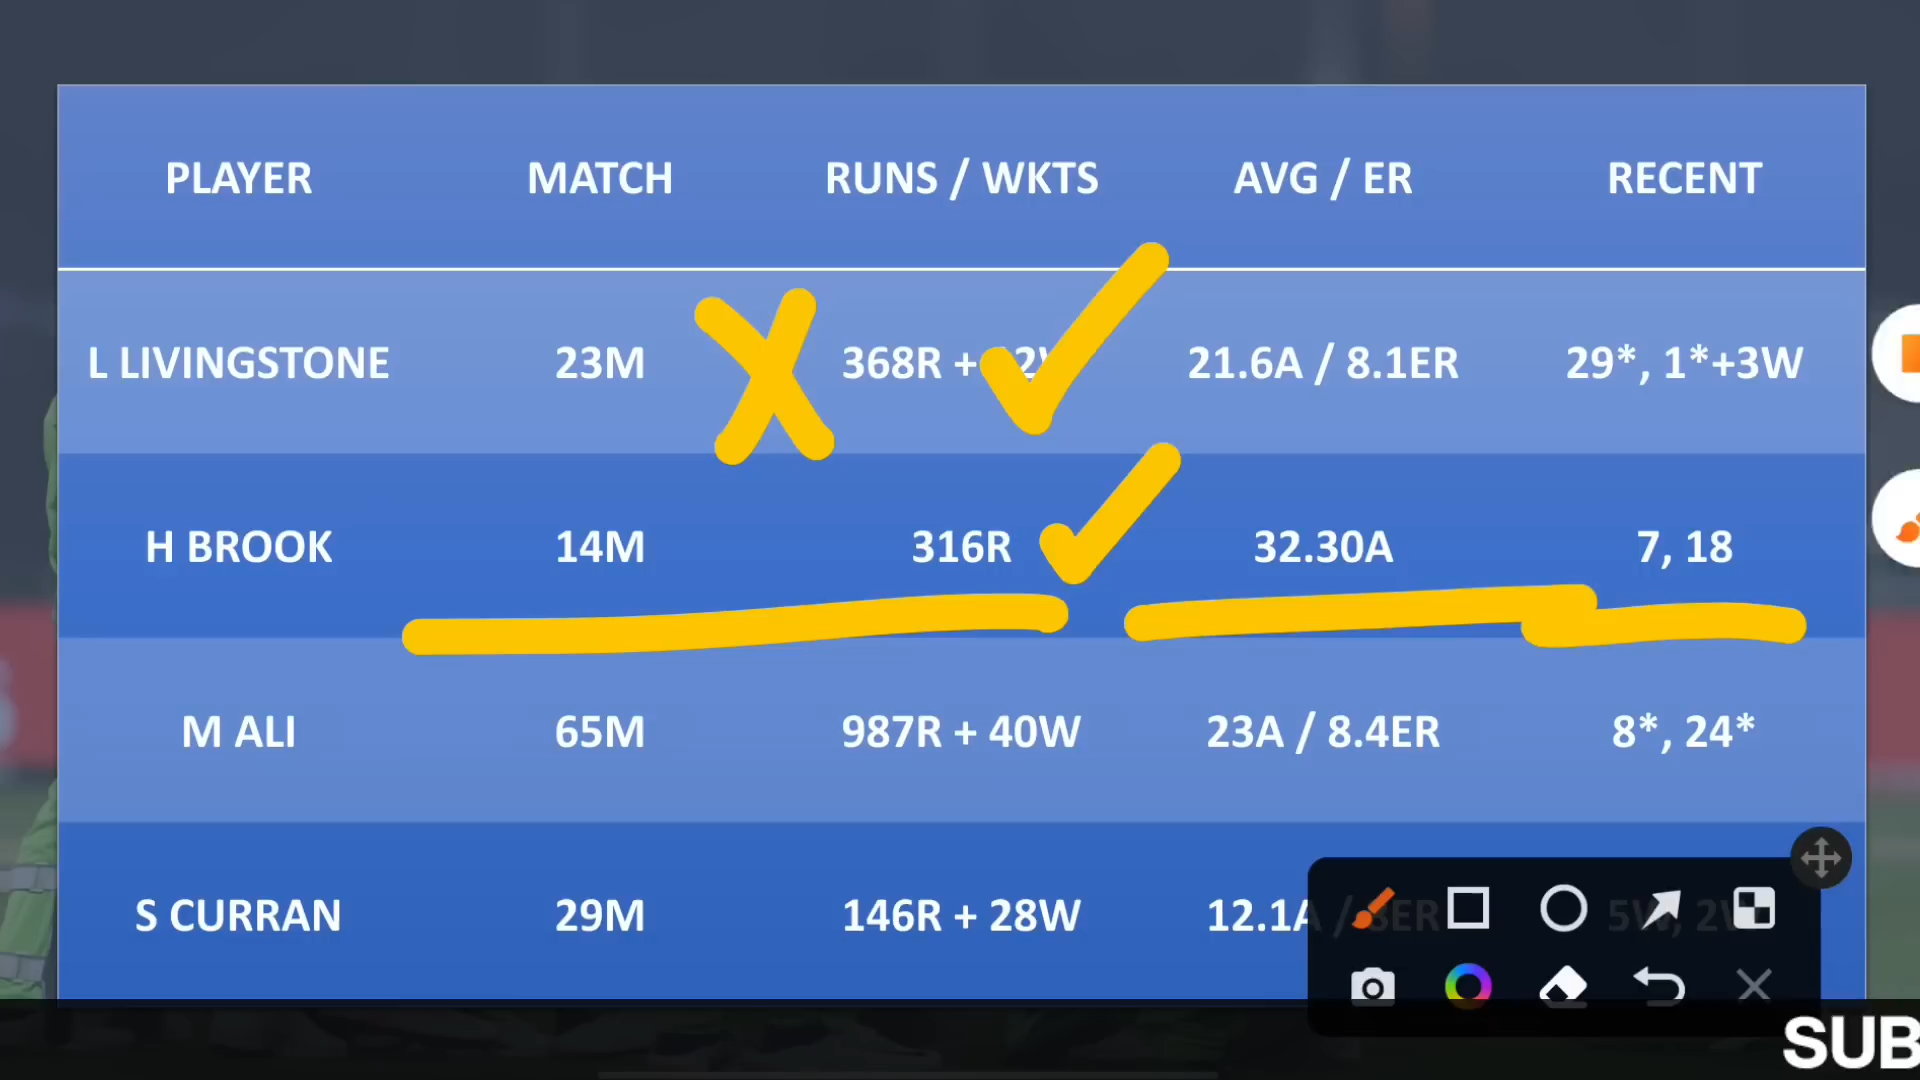 PLAYER MATCH RUNS / WKTS AVG / ER RECENT
L LIVINGSTONE 23M 368R + 21.6A / 8.1ER 29*, 1*+3W
H BROOK 14M 316R 32.30A 7, 18
M ALI 65M 987R + 40W 23A / 8.4ER 8*, 24*
S CURRAN 29M 146R + 28W 12.1A
SUB